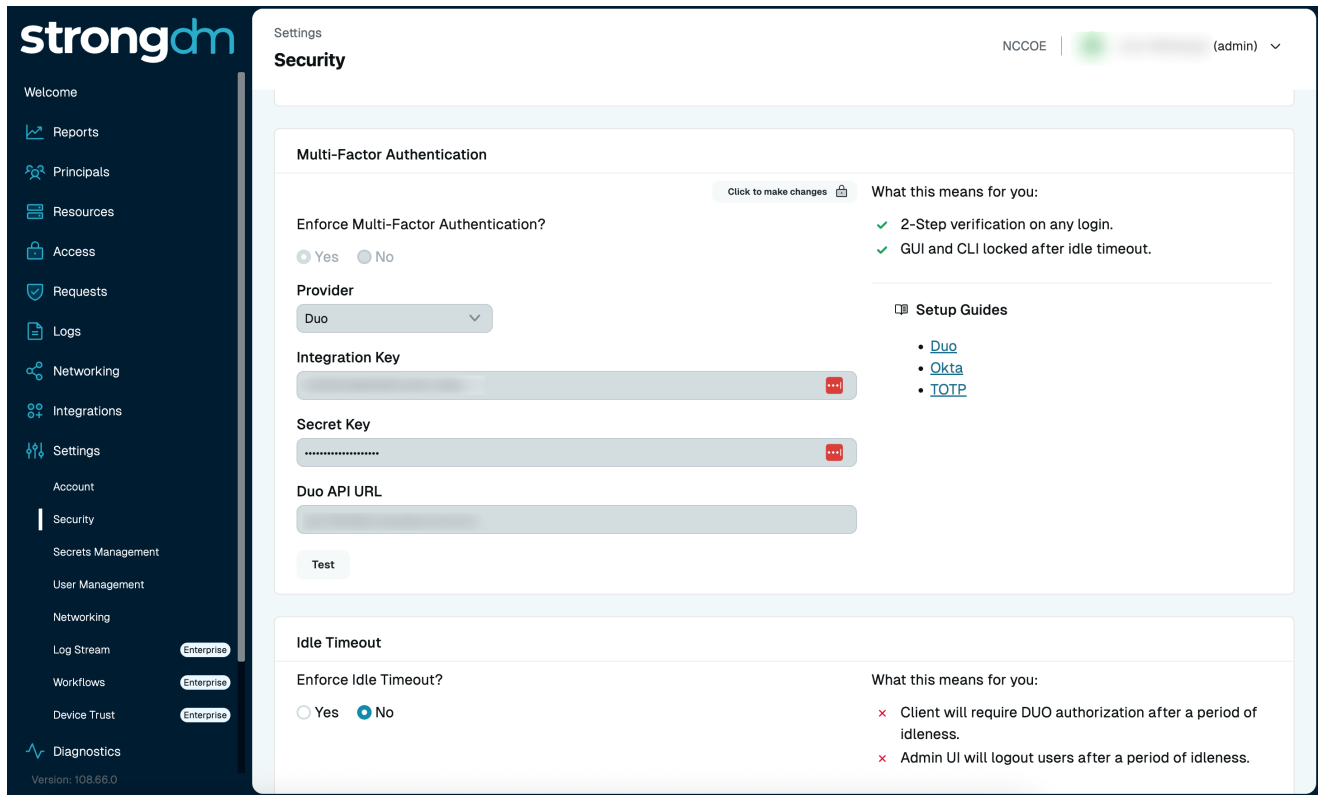 strongdm
Welcome
Reports
Principals
Resources
Access
Requests
Logs
Networking
Integrations
Settings
Account
Security
Secrets Management
User Management
Networking
Log Stream Enterprise
Workflows Enterprise
Device Trust Enterprise
Diagnostics
Version: 108.66.0
Settings
Security
NCCOE
(admin)
Multi-Factor Authentication
Click to make changes
Enforce Multi-Factor Authentication?
Yes No
Provider
Duo
Integration Key
Secret Key
Duo API URL
Test
What this means for you:
2-Step verification on any login.
GUI and CLI locked after idle timeout.
Setup Guides
Duo
Okta
TOTP
Idle Timeout
Enforce Idle Timeout?
Yes No
What this means for you:
Client will require DUO authorization after a period of
idleness.
Admin UI will logout users after a period of idleness.